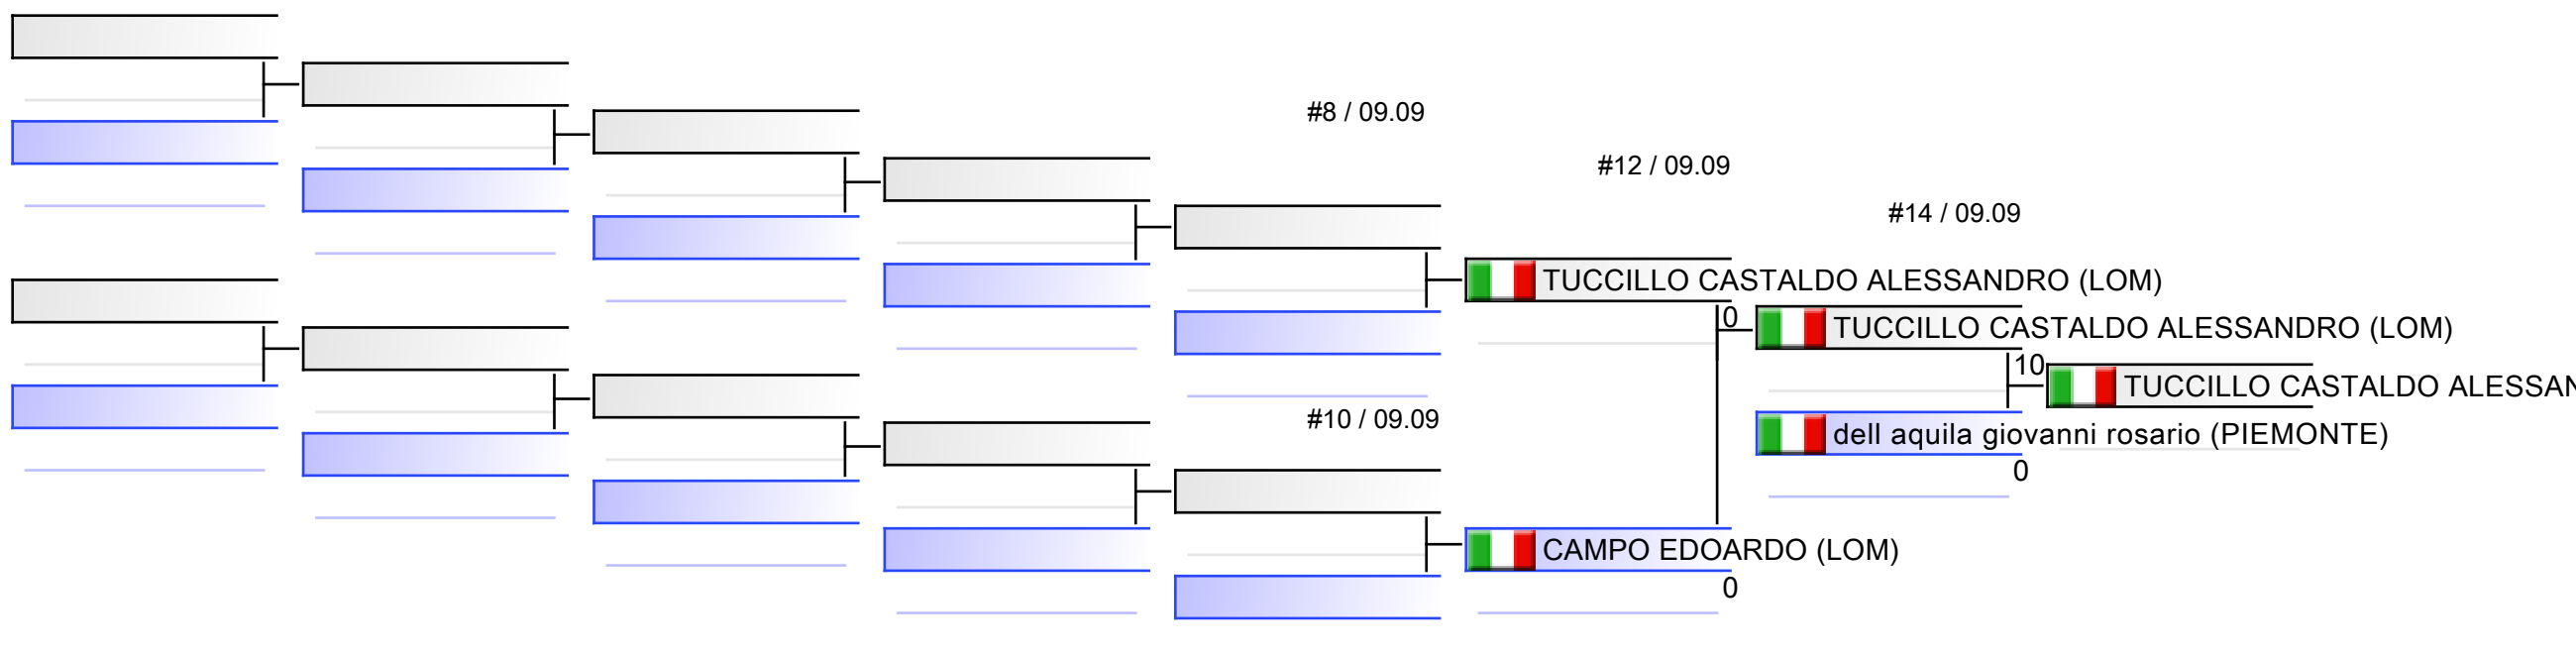 #8 / 09.09
#12 / 09.09
#14 / 09.09
TUCCILLO CASTALDO ALESSANDRO (LOM)
0
TUCCILLO CASTALDO ALESSANDRO (LOM)
10
TUCCILLO CASTALDO ALESSAN
dell aquila giovanni rosario (PIEMONTE)
0
#10 / 09.09
CAMPO EDOARDO (LOM)
0